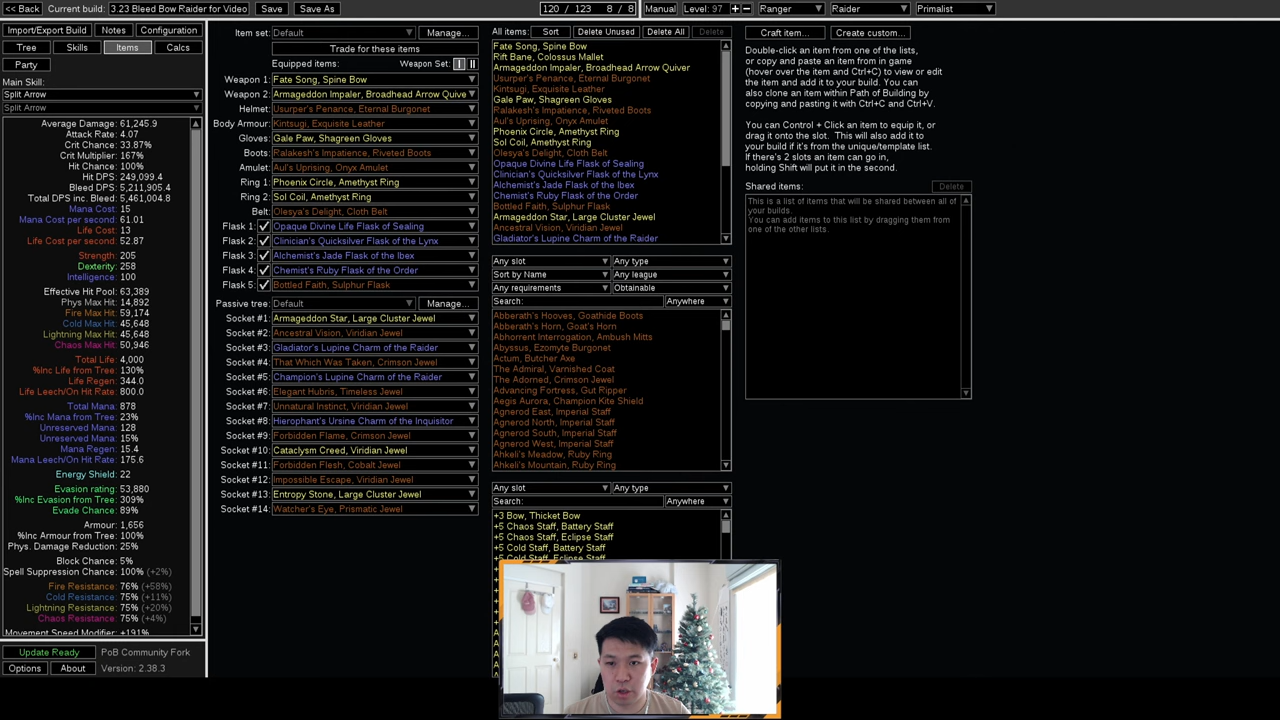 << Back Current build: 3.23 Bleed Bow Raider for Video Save Save As 120 / 123 8 / 8 Manual Level: 97 + - Ranger Raider Primalist
Import/Export Build Notes Configuration
Tree Skills Items Calcs
Party
Main Skill:
Split Arrow
Split Arrow
Average Damage: 61,245.9
Attack Rate: 4.07
Crit Chance: 33.87%
Crit Multiplier: 167%
Hit Chance: 100%
Hit DPS: 249,099.4
Bleed DPS: 5,211,905.4
Total DPS inc. Bleed: 5,461,004.8
Mana Cost: 15
Mana Cost per second: 61.01
Life Cost: 13
Life Cost per second: 52.87
Strength: 205
Dexterity: 258
Intelligence: 100
Effective Hit Pool: 63,389
Phys Max Hit: 14,892
Fire Max Hit: 59,174
Cold Max Hit: 45,648
Lightning Max Hit: 45,648
Chaos Max Hit: 50,946
Total Life: 4,000
%Inc Life from Tree: 130%
Life Regen: 344.0
Life Leech/On Hit Rate: 800.0
Total Mana: 878
%Inc Mana from Tree: 23%
Unreserved Mana: 128
Unreserved Mana: 15%
Mana Regen: 15.4
Mana Leech/On Hit Rate: 175.6
Energy Shield: 22
Evasion rating: 53,880
%Inc Evasion from Tree: 309%
Evade Chance: 89%
Armour: 1,656
%Inc Armour from Tree: 100%
Phys. Damage Reduction: 25%
Block Chance: 5%
Spell Suppression Chance: 100% (+2%)
Fire Resistance: 76% (+58%)
Cold Resistance: 75% (+11%)
Lightning Resistance: 75% (+20%)
Chaos Resistance: 75% (+4%)
Movement Speed Modifier: +191%
Update Ready PoB Community Fork
Options About Version: 2.38.3
Item set: Default Manage...
Trade for these items
Equipped items: Weapon Set: I II
Weapon 1: Fate Song, Spine Bow
Weapon 2: Armageddon Impaler, Broadhead Arrow Quive
Helmet: Usurper's Penance, Eternal Burgonet
Body Armour: Kintsugi, Exquisite Leather
Gloves: Gale Paw, Shagreen Gloves
Boots: Ralakesh's Impatience, Riveted Boots
Amulet: Aul's Uprising, Onyx Amulet
Ring 1: Phoenix Circle, Amethyst Ring
Ring 2: Sol Coil, Amethyst Ring
Belt: Olesya's Delight, Cloth Belt
Flask 1: Opaque Divine Life Flask of Sealing
Flask 2: Clinician's Quicksilver Flask of the Lynx
Flask 3: Alchemist's Jade Flask of the Ibex
Flask 4: Chemist's Ruby Flask of the Order
Flask 5: Bottled Faith, Sulphur Flask
Passive tree: Default Manage...
Socket #1: Armageddon Star, Large Cluster Jewel
Socket #2: Ancestral Vision, Viridian Jewel
Socket #3: Gladiator's Lupine Charm of the Raider
Socket #4: That Which Was Taken, Crimson Jewel
Socket #5: Champion's Lupine Charm of the Raider
Socket #6: Elegant Hubris, Timeless Jewel
Socket #7: Unnatural Instinct, Viridian Jewel
Socket #8: Hierophant's Ursine Charm of the Inquisitor
Socket #9: Forbidden Flame, Crimson Jewel
Socket #10: Cataclysm Creed, Viridian Jewel
Socket #11: Forbidden Flesh, Cobalt Jewel
Socket #12: Impossible Escape, Viridian Jewel
Socket #13: Entropy Stone, Large Cluster Jewel
Socket #14: Watcher's Eye, Prismatic Jewel
All items: Sort Delete Unused Delete All Delete
Fate Song, Spine Bow
Rift Bane, Colossus Mallet
Armageddon Impaler, Broadhead Arrow Quiver
Usurper's Penance, Eternal Burgonet
Kintsugi, Exquisite Leather
Gale Paw, Shagreen Gloves
Ralakesh's Impatience, Riveted Boots
Aul's Uprising, Onyx Amulet
Phoenix Circle, Amethyst Ring
Sol Coil, Amethyst Ring
Olesya's Delight, Cloth Belt
Opaque Divine Life Flask of Sealing
Clinician's Quicksilver Flask of the Lynx
Alchemist's Jade Flask of the Ibex
Chemist's Ruby Flask of the Order
Bottled Faith, Sulphur Flask
Armageddon Star, Large Cluster Jewel
Ancestral Vision, Viridian Jewel
Gladiator's Lupine Charm of the Raider
Any slot Any type
Sort by Name Any league
Any requirements Obtainable
Search: Anywhere
Abberath's Hooves, Goathide Boots
Abberath's Horn, Goat's Horn
Abhorrent Interrogation, Ambush Mitts
Abyssus, Ezomyte Burgonet
Actum, Butcher Axe
The Admiral, Varnished Coat
The Adorned, Crimson Jewel
Advancing Fortress, Gut Ripper
Aegis Aurora, Champion Kite Shield
Agnerod East, Imperial Staff
Agnerod North, Imperial Staff
Agnerod South, Imperial Staff
Agnerod West, Imperial Staff
Ahkeli's Meadow, Ruby Ring
Ahkeli's Mountain, Ruby Ring
Any slot Any type
Search: Anywhere
+3 Bow, Thicket Bow
+5 Chaos Staff, Battery Staff
+5 Chaos Staff, Eclipse Staff
+5 Cold Staff, Battery Staff
+5 Cold Staff, Eclipse Staff
Craft item... Create custom...
Double-click an item from one of the lists,
or copy and paste an item from in game
(hover over the item and Ctrl+C) to view or edit
the item and add it to your build. You can
also clone an item within Path of Building by
copying and pasting it with Ctrl+C and Ctrl+V.
You can Control + Click an item to equip it, or
drag it onto the slot. This will also add it to
your build if it's from the unique/template list.
If there's 2 slots an item can go in,
holding Shift will put it in the second.
Shared items: Delete
This is a list of items that will be shared between all of
your builds.
You can add items to this list by dragging them from
one of the other lists.